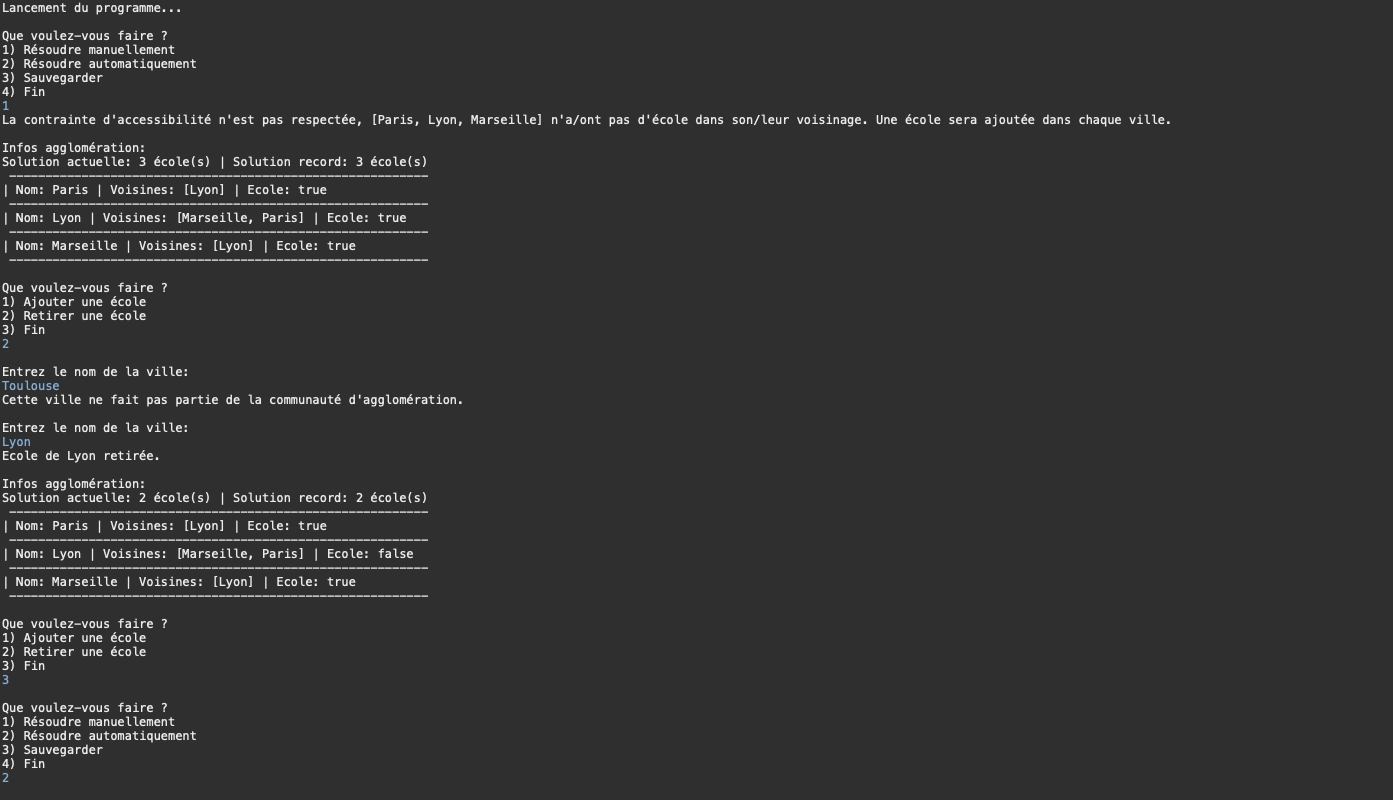 Lancement du programme...
Que voulez-vous faire ?
1) Résoudre manuellement
2) Résoudre automatiquement
3) Sauvegarder
4) Fin
1
La contrainte d'accessibilité n'est pas respectée, [Paris, Lyon, Marseille] n'a/ont pas d'école dans son/leur voisinage. Une école sera ajoutée dans chaque ville.
Infos agglomération:
Solution actuelle: 3 école(s) | Solution record: 3 école(s)
----------------------------------------------------------
| Nom: Paris | Voisines: [Lyon] | Ecole: true
----------------------------------------------------------
| Nom: Lyon | Voisines: [Marseille, Paris] | Ecole: true
----------------------------------------------------------
| Nom: Marseille | Voisines: [Lyon] | Ecole: true
----------------------------------------------------------
Que voulez-vous faire ?
1) Ajouter une école
2) Retirer une école
3) Fin
2
Entrez le nom de la ville:
Toulouse
Cette ville ne fait pas partie de la communauté d'agglomération.
Entrez le nom de la ville:
Lyon
Ecole de Lyon retirée.
Infos agglomération:
Solution actuelle: 2 école(s) | Solution record: 2 école(s)
----------------------------------------------------------
| Nom: Paris | Voisines: [Lyon] | Ecole: true
----------------------------------------------------------
| Nom: Lyon | Voisines: [Marseille, Paris] | Ecole: false
----------------------------------------------------------
| Nom: Marseille | Voisines: [Lyon] | Ecole: true
----------------------------------------------------------
Que voulez-vous faire ?
1) Ajouter une école
2) Retirer une école
3) Fin
3
Que voulez-vous faire ?
1) Résoudre manuellement
2) Résoudre automatiquement
3) Sauvegarder
4) Fin
2